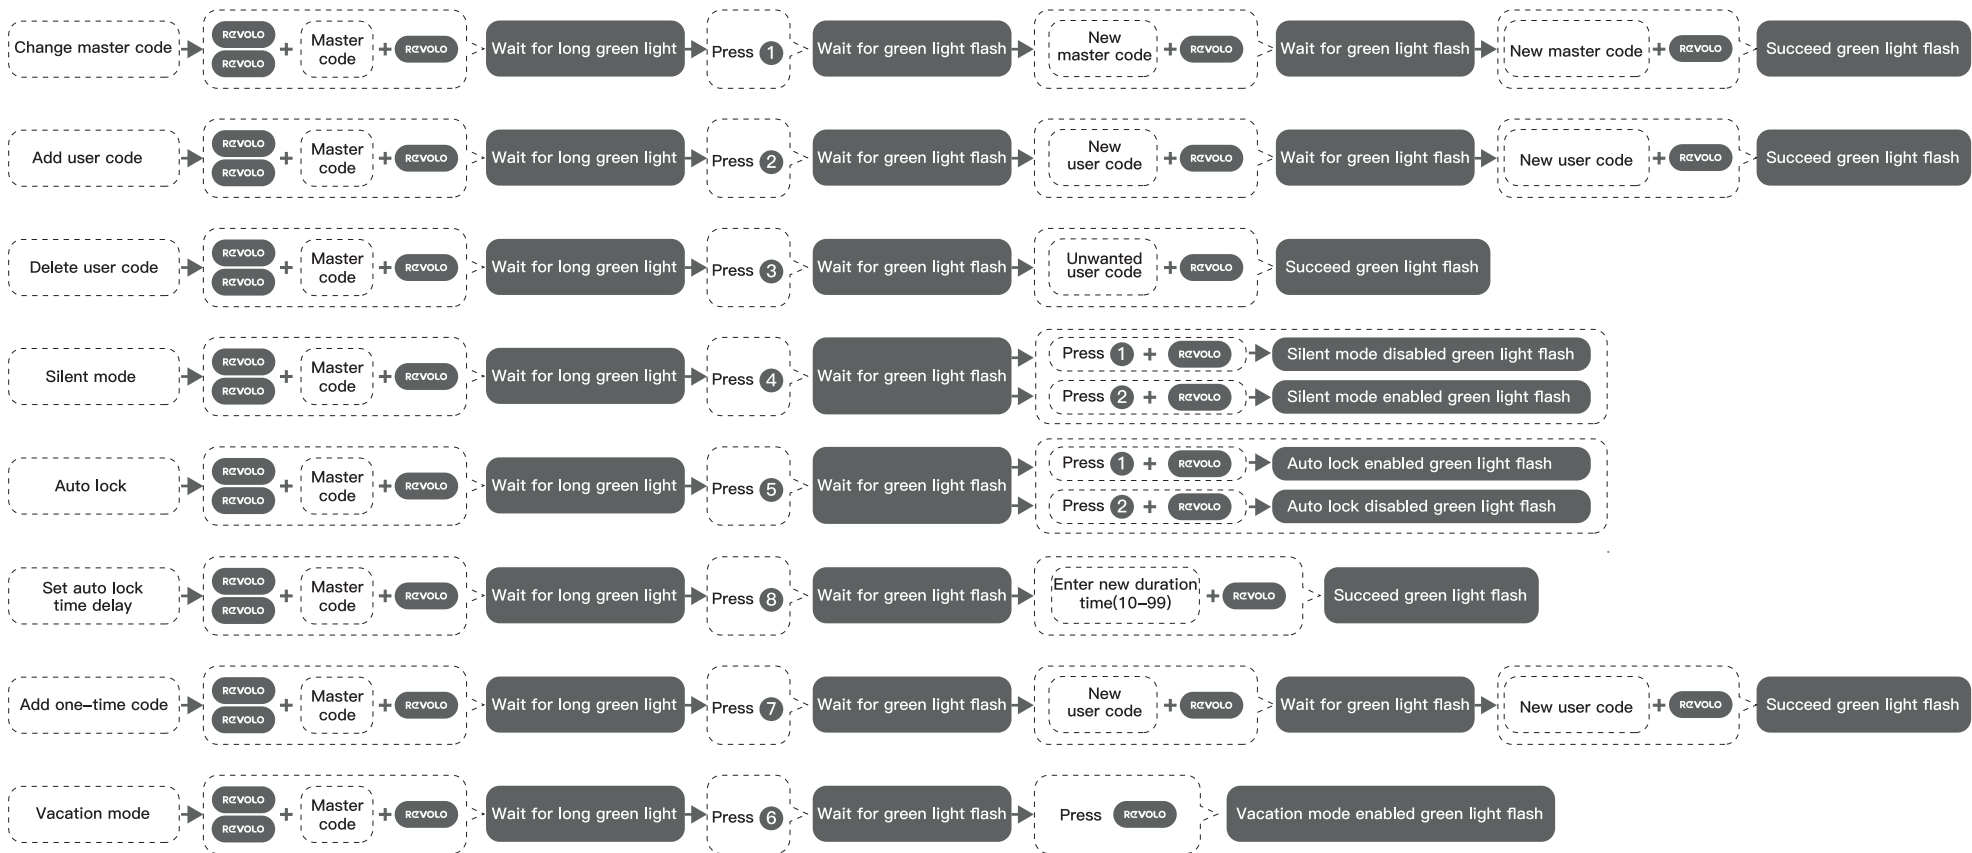 Change master code REVOLO REVOLO + Master code + REVOLO Wait for long green light Press 1 Wait for green light flash New master code + REVOLO Wait for green light flash New master code + REVOLO Succeed green light flash
Add user code REVOLO REVOLO + Master code + REVOLO Wait for long green light Press 2 Wait for green light flash New user code + REVOLO Wait for green light flash New user code + REVOLO Succeed green light flash
Delete user code REVOLO REVOLO + Master code + REVOLO Wait for long green light Press 3 Wait for green light flash Unwanted user code + REVOLO Succeed green light flash
Silent mode REVOLO REVOLO + Master code + REVOLO Wait for long green light Press 4 Wait for green light flash
Press 1 + REVOLO Silent mode disabled green light flash
Press 2 + REVOLO Silent mode enabled green light flash
Auto lock REVOLO REVOLO + Master code + REVOLO Wait for long green light Press 5 Wait for green light flash
Press 1 + REVOLO Auto lock enabled green light flash
Press 2 + REVOLO Auto lock disabled green light flash
Set auto lock time delay REVOLO REVOLO + Master code + REVOLO Wait for long green light Press 8 Wait for green light flash Enter new duration time(10–99) + REVOLO Succeed green light flash
Add one–time code REVOLO REVOLO + Master code + REVOLO Wait for long green light Press 7 Wait for green light flash New user code + REVOLO Wait for green light flash New user code + REVOLO Succeed green light flash
Vacation mode REVOLO REVOLO + Master code + REVOLO Wait for long green light Press 6 Wait for green light flash Press REVOLO Vacation mode enabled green light flash